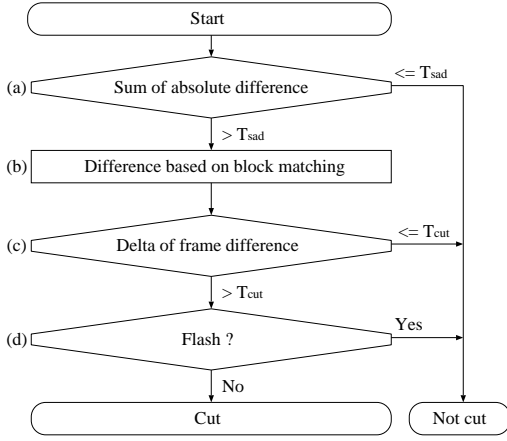 Start
(a) Sum of absolute difference <= Tsad
> Tsad
(b) Difference based on block matching
(c) Delta of frame difference <= Tcut
> Tcut
(d) Flash ? Yes
No
Cut Not cut